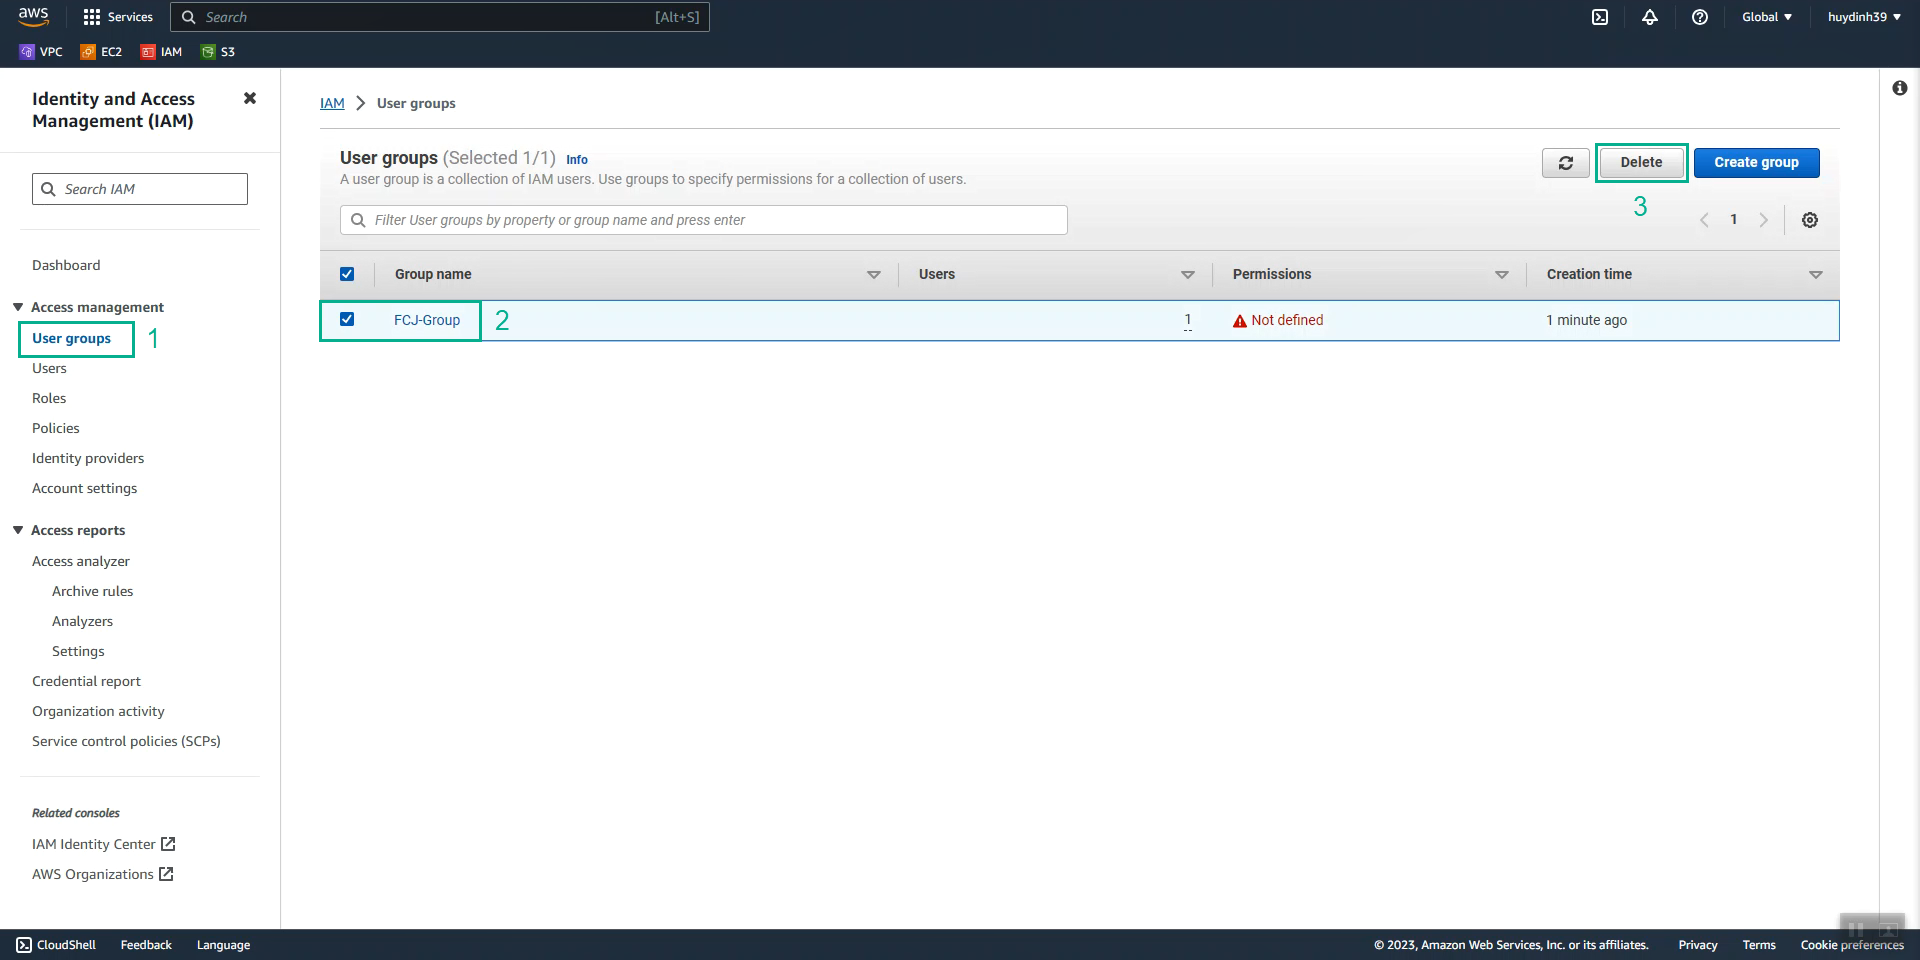 aws
Services
Search
[Alt+S]
Global
huydinh39
VPC
EC2
IAM
S3
Identity and Access
Management (IAM)
Search IAM
Dashboard
Access management
User groups
1
Users
Roles
Policies
Identity providers
Account settings
Access reports
Access analyzer
Archive rules
Analyzers
Settings
Credential report
Organization activity
Service control policies (SCPs)
Related consoles
IAM Identity Center
AWS Organizations
IAM > User groups
User groups (Selected 1/1) Info
A user group is a collection of IAM users. Use groups to specify permissions for a collection of users.
Delete
Create group
3
Filter User groups by property or group name and press enter
1
Group name
Users
Permissions
Creation time
FCJ-Group
2
1
Not defined
1 minute ago
CloudShell
Feedback
Language
© 2023, Amazon Web Services, Inc. or its affiliates.
Privacy
Terms
Cookie preferences